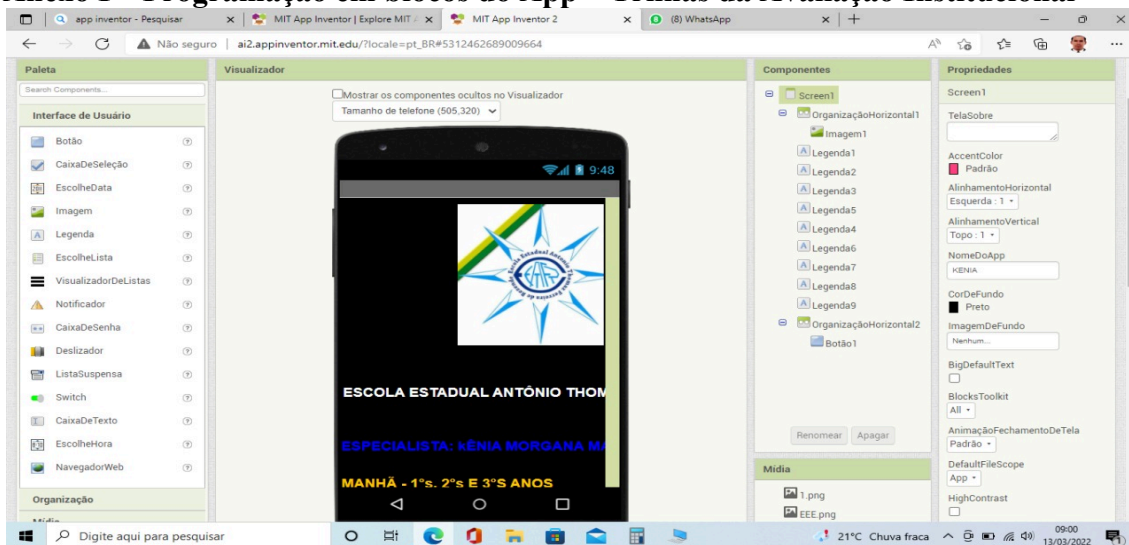 Anexo D – Programação em blocos do App – Prismas da Avaliação Institucional
app inventor - Pesquisar
MIT App Inventor | Explore MIT
MIT App Inventor 2
(8) WhatsApp
Não seguro | ai2.appinventor.mit.edu/?locale=pt_BR#5312462689009664
Paleta
Search Components...
Interface de Usuário
Botão
CaixaDeSeleção
EscolheData
Imagem
Legenda
EscolheLista
VisualizadorDeListas
Notificador
CaixaDeSenha
Deslizador
ListaSuspensa
Switch
CaixaDeTexto
EscolheHora
NavegadorWeb
Organização
Mídia
Visualizador
Mostrar os componentes ocultos no Visualizador
Tamanho de telefone (505,320)
9:48
ESCOLA ESTADUAL ANTÔNIO THOM
ESPECIALISTA: kÊNIA MORGANA MA
MANHÃ - 1°s. 2°s E 3°S ANOS
Componentes
Screen1
OrganizaçãoHorizontal1
Imagem1
Legenda1
Legenda2
Legenda3
Legenda5
Legenda4
Legenda6
Legenda7
Legenda8
Legenda9
OrganizaçãoHorizontal2
Botão1
Renomear Apagar
Mídia
1.png
EEE.png
Propriedades
Screen1
TelaSobre
AccentColor
Padrão
AlinhamentoHorizontal
Esquerda : 1
AlinhamentoVertical
Topo : 1
NomeDoApp
KENIA
CorDeFundo
Preto
ImagemDeFundo
Nenhum...
BigDefaultText
BlocksToolkit
All
AnimaçãoFechamentoDeTela
Padrão
DefaultFileScope
App
HighContrast
Digite aqui para pesquisar
21°C Chuva fraca
09:00
13/03/2022